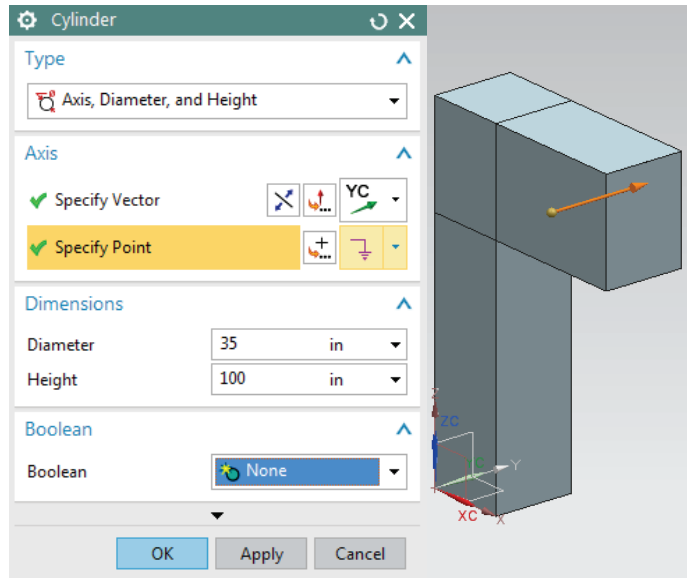 Cylinder
Type
Axis, Diameter, and Height
Axis
Specify Vector
YC
Specify Point
Dimensions
Diameter 35 in
Height 100 in
Boolean
Boolean None
OK Apply Cancel
Z
ZC
Y
XC
X